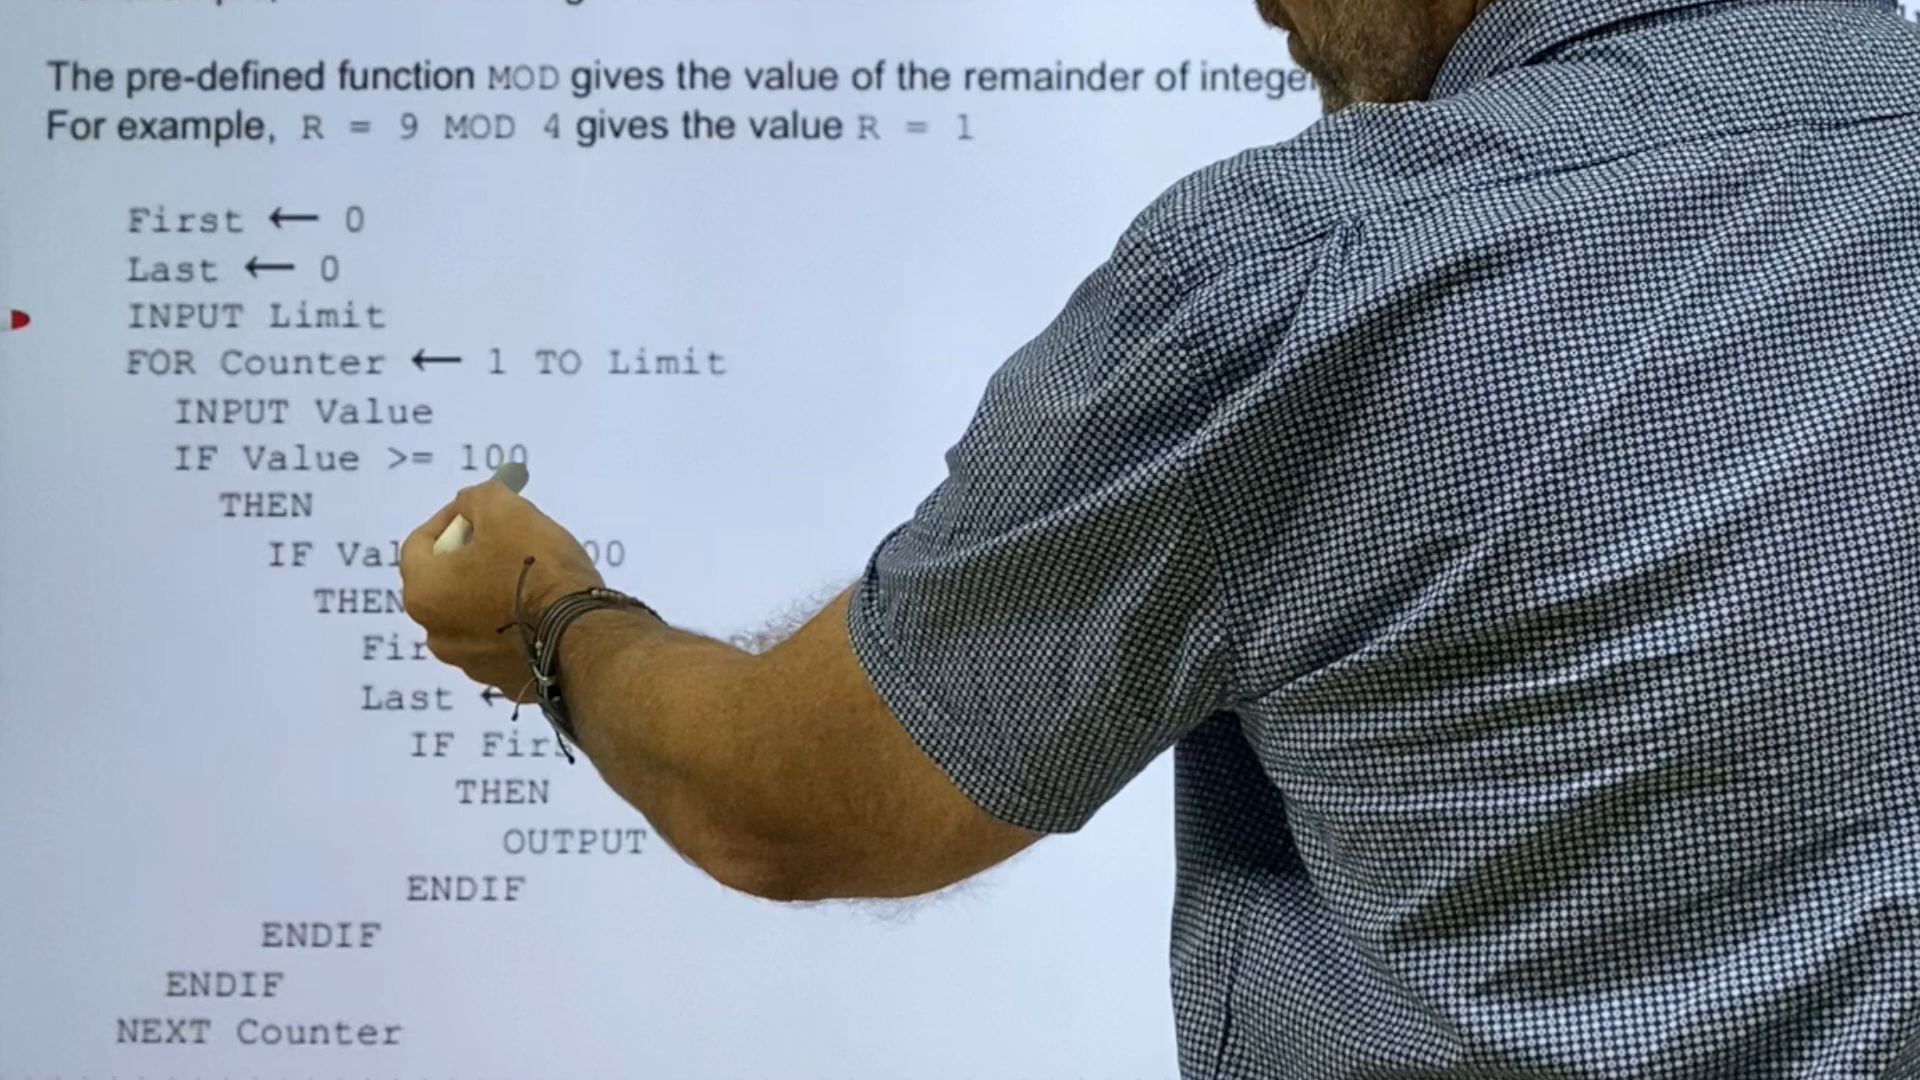 The pre-defined function MOD gives the value of the remainder of
For example, R = 9 MOD 4 gives the value R = 1
First ← 0
Last ← 0
INPUT Limit
FOR Counter ← 1 TO Limit
INPUT Value
IF Value >= 100
THEN
IF
THEN
Last ←
IF
THEN
OUTPUT
ENDIF
ENDIF
ENDIF
NEXT Counter